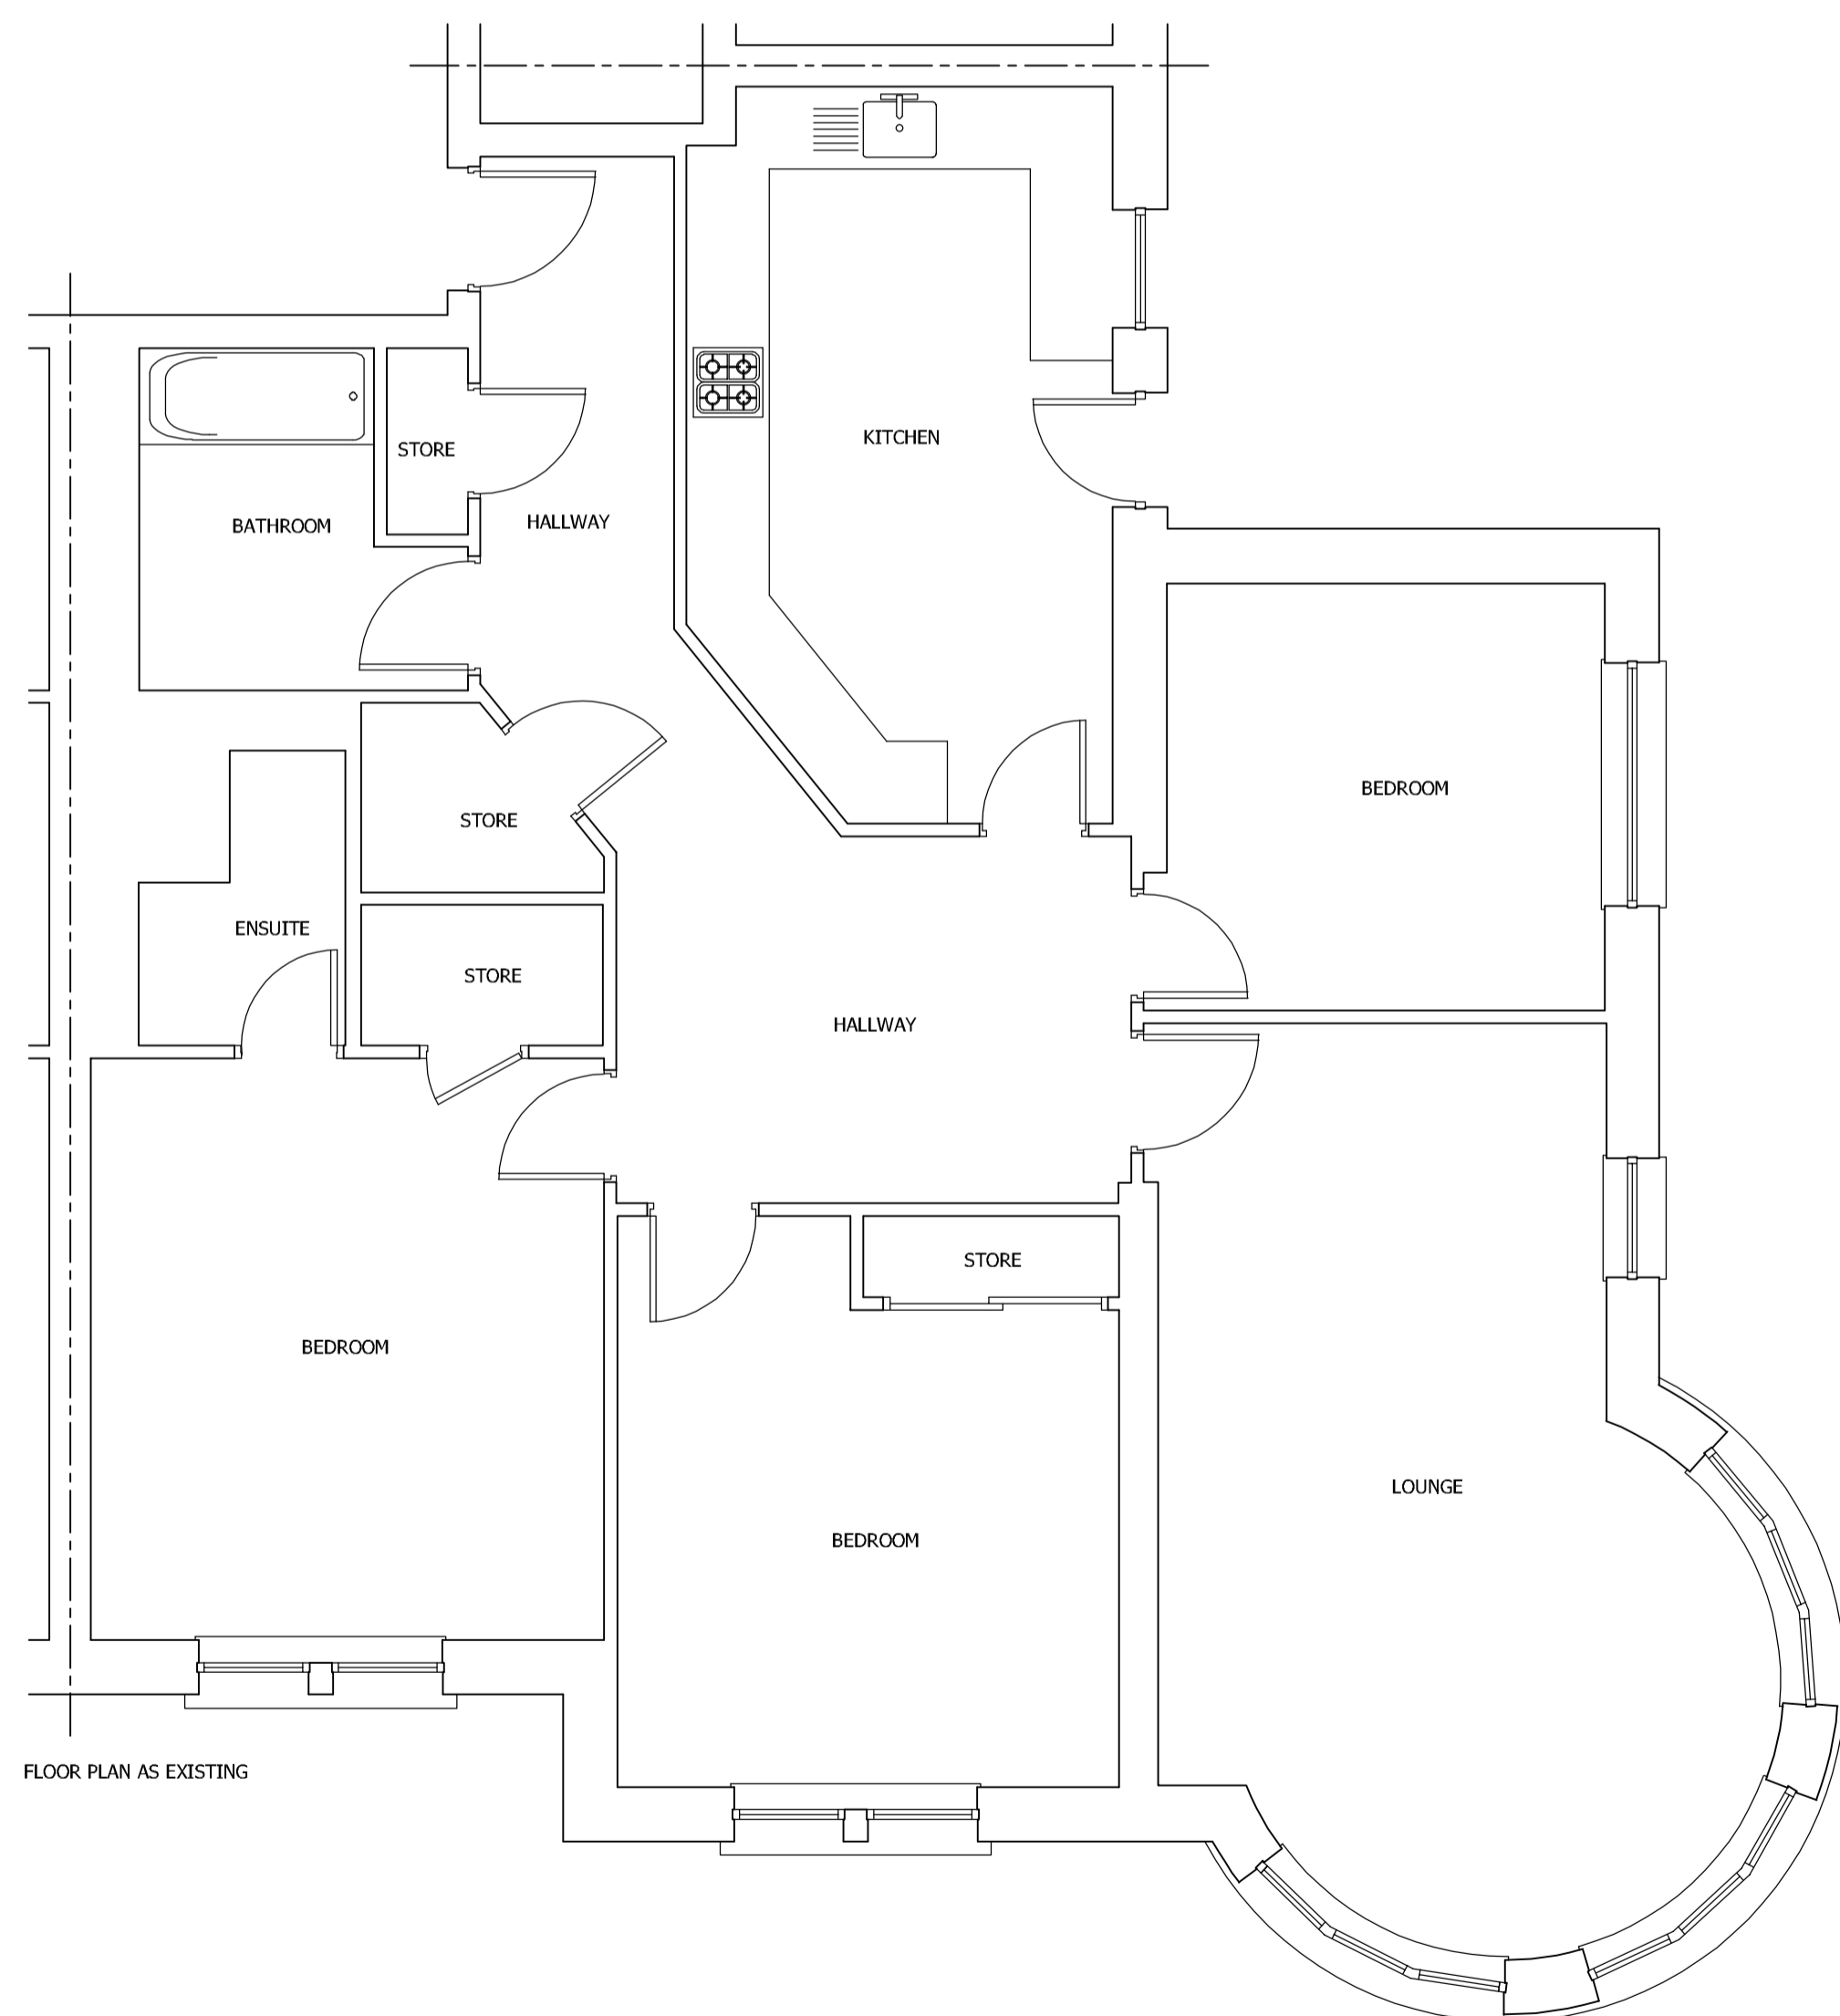 KITCHEN
STORE
BATHROOM
HALLWAY
BEDROOM
STORE
ENSUITE
STORE
HALLWAY
STORE
BEDROOM
LOUNGE
BEDROOM
FLOOR PLAN AS EXISTING